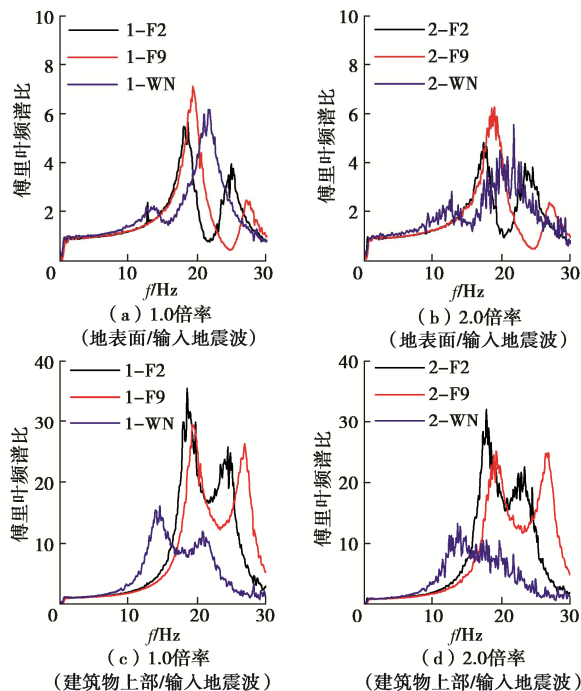 10
8
6
4
2
傅里叶频谱比
1-F2
1-F9
1-WN
10
20
30
f/Hz
(a)1.0倍率
(地表面/输入地震波)
10
8
6
4
2
傅里叶频谱比
2-F2
2-F9
2-WN
10
20
30
f/Hz
(b)2.0倍率
(地表面/输入地震波)
40
30
20
10
傅里叶频谱比
1-F2
1-F9
1-WN
10
20
30
f/Hz
(c)1.0倍率
(建筑物上部/输入地震波)
40
30
20
10
傅里叶频谱比
2-F2
2-F9
2-WN
10
20
30
f/Hz
(d)2.0倍率
(建筑物上部/输入地震波)